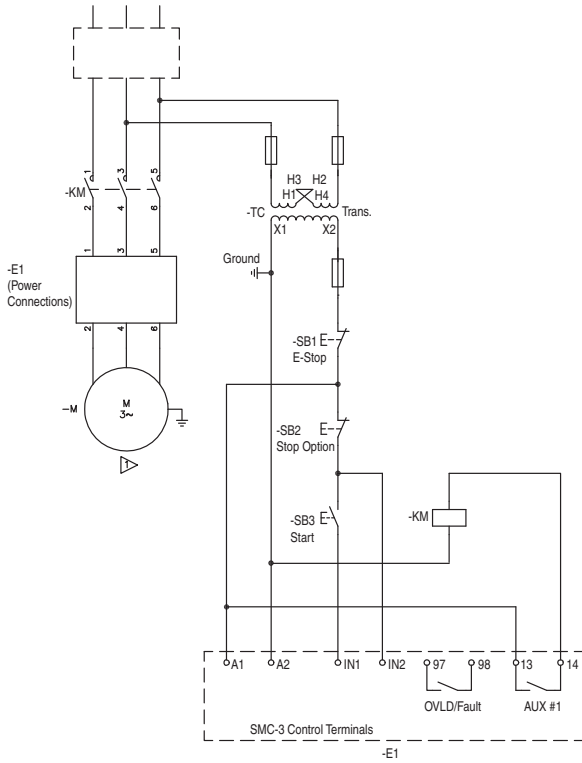 1
3
5
-KM
2
4
6
H3 H2
H1 H4
-TC
Trans.
X1 X2
1
3
5
Ground
-E1
(Power
Connections)
2
4
6
-SB1
E-Stop
-M
M
3~
1
-SB2
Stop Option
-SB3
Start
-KM
A1
A2
IN1
IN2
97
98
13
14
OVLD/Fault
AUX #1
SMC-3 Control Terminals
-E1